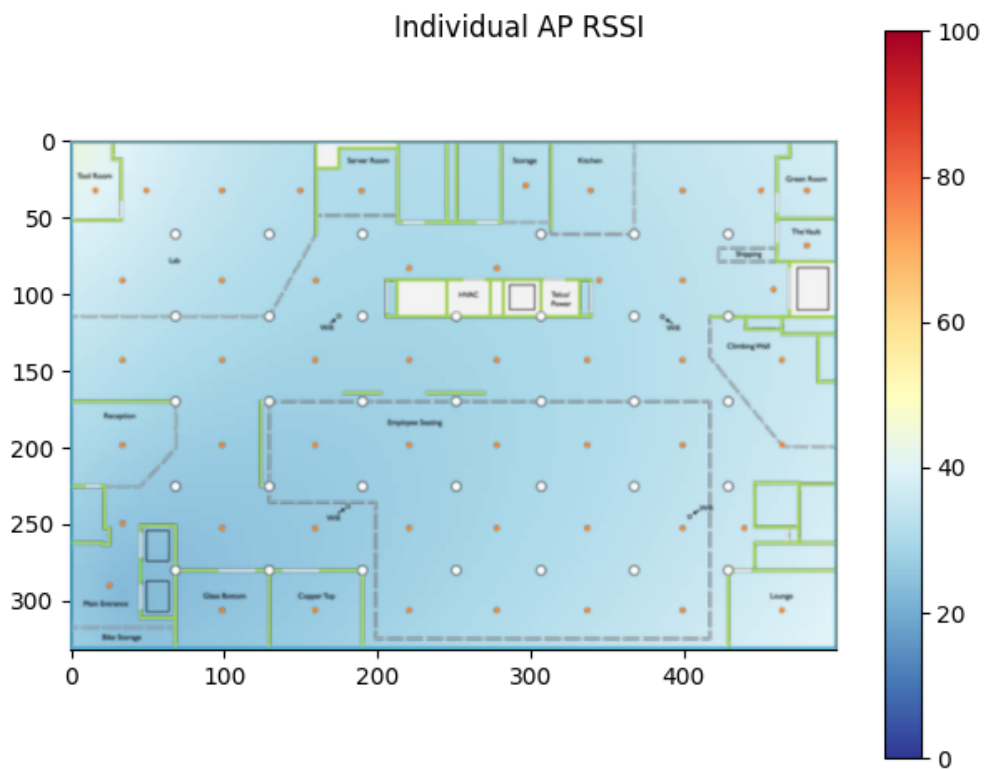 Individual AP RSSI
100
80
60
40
20
0
0
50
100
150
200
250
300
0
100
200
300
400
Tool Room
Server Room
Storage
Kitchen
Green Room
The Vault
Shipping
Lab
HVAC
Telco/
Power
Climbing Wall
Reception
Employee Seating
Main Entrance
Glass Bottom
Copper Top
Lounge
Bike Storage